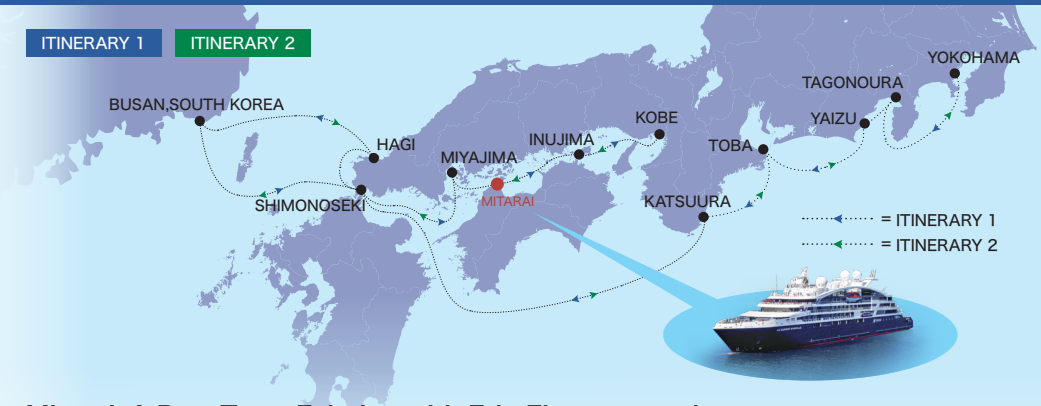 ITINERARY 1
ITINERARY 2
YOKOHAMA
TAGONOURA
BUSAN,SOUTH KOREA
YAIZU
KOBE
INUJIMA
HAGI
TOBA
MIYAJIMA
MITARAI
KATSUURA
SHIMONOSEKI
= ITINERARY 1
= ITINERARY 2